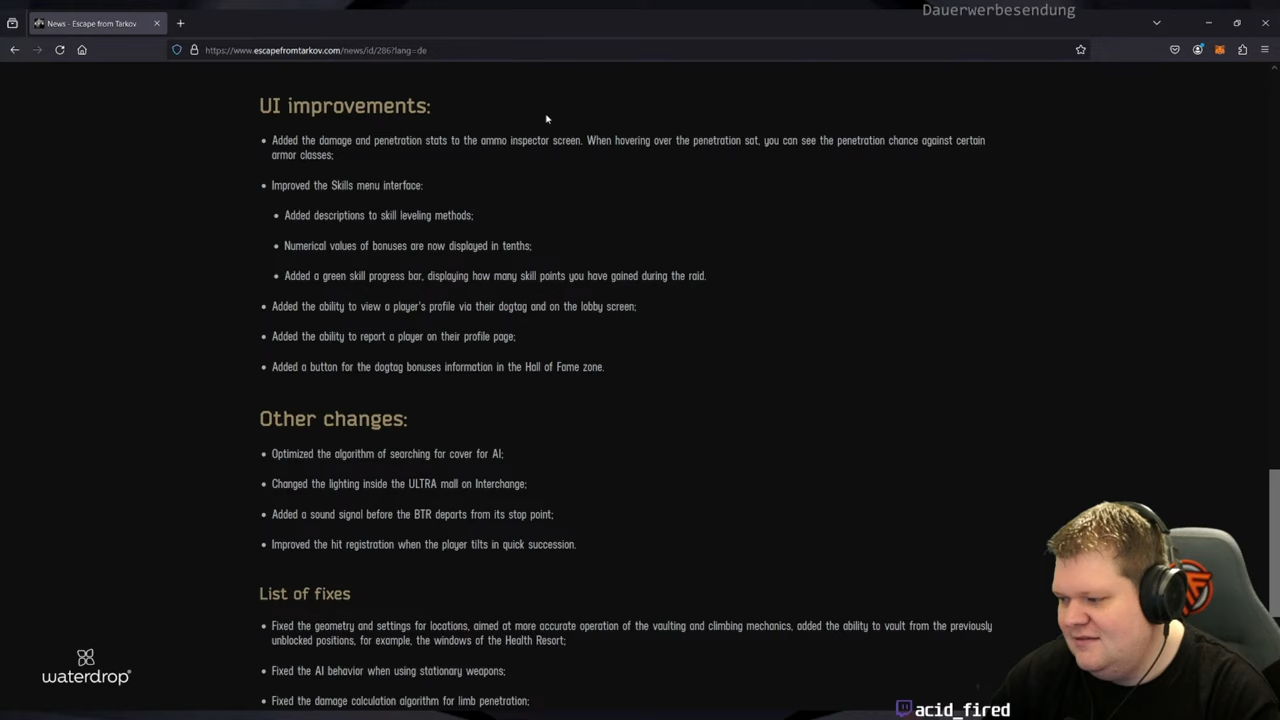 Dauerwerbesendung
News - Escape from Tarkov
https://www.escapefromtarkov.com/news/id/286?lang=de
UI improvements:
• Added the damage and penetration stats to the ammo inspector screen. When hovering over the penetration sat, you can see the penetration chance against certain
armor classes;
• Improved the Skills menu interface:
• Added descriptions to skill leveling methods;
• Numerical values of bonuses are now displayed in tenths;
• Added a green skill progress bar, displaying how many skill points you have gained during the raid.
• Added the ability to view a player's profile via their dogtag and on the lobby screen;
• Added the ability to report a player on their profile page;
• Added a button for the dogtag bonuses information in the Hall of Fame zone.
Other changes:
• Optimized the algorithm of searching for cover for AI;
• Changed the lighting inside the ULTRA mall on Interchange;
• Added a sound signal before the BTR departs from its stop point;
• Improved the hit registration when the player tilts in quick succession.
List of fixes
• Fixed the geometry and settings for locations, aimed at more accurate operation of the vaulting and climbing mechanics, added the ability to vault from the previously
unblocked positions, for example, the windows of the Health Resort;
• Fixed the AI behavior when using stationary weapons;
• Fixed the damage calculation algorithm for limb penetration;
waterdrop
acid_fired